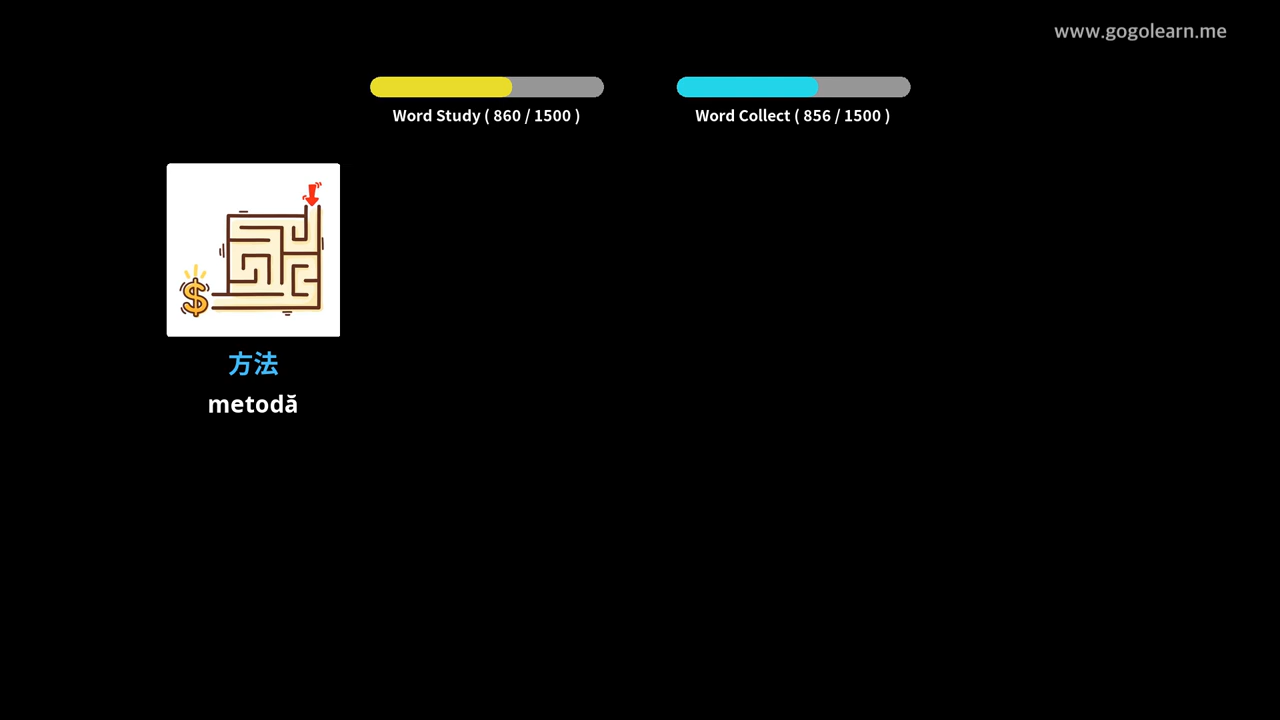 www.gogolearn.me
Word Study ( 860 / 1500 )
Word Collect ( 856 / 1500 )
$
方法
metodă